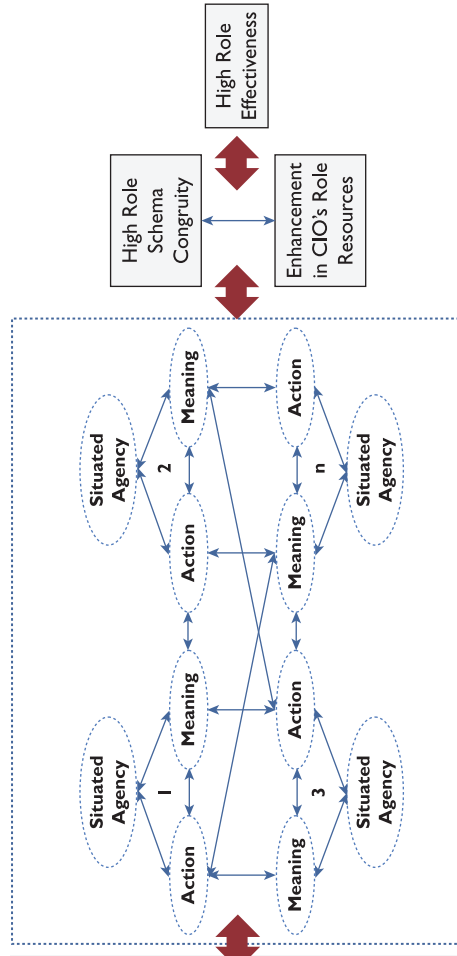 Situated
Agency
Action
1
Meaning
Situated
Agency
Action
2
Meaning
Meaning
3
Action
Situated
Agency
Meaning
n
Action
Situated
Agency
High Role
Schema
Congruity
Enhancement
in CIO's Role
Resources
High Role
Effectiveness